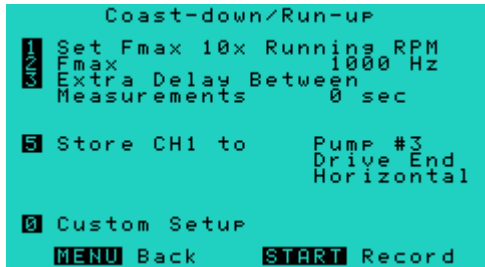 Coast-down/Run-up
1 Set Fmax 10x Running RPM
2 Fmax 1000 Hz
3 Extra Delay Between
Measurements 0 sec
5 Store CH1 to Pump #3
Drive End
Horizontal
0 Custom Setup
MENU Back START Record